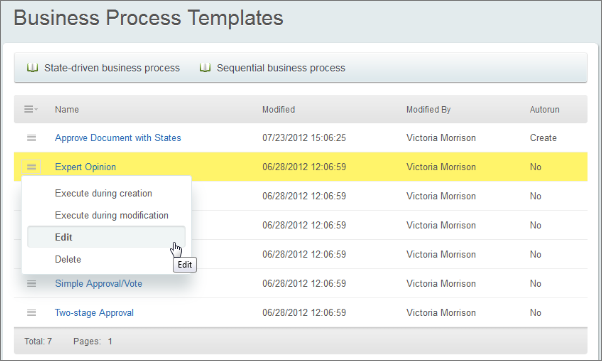 Business Process Templates
State-driven business process Sequential business process
Name Modified Modified By Autorun
Approve Document with States 07/23/2012 15:06:25 Victoria Morrison Create
Expert Opinion 06/28/2012 12:06:59 Victoria Morrison No
Execute during creation 06/28/2012 12:06:59 Victoria Morrison No
Execute during modification 06/28/2012 12:06:59 Victoria Morrison No
Edit
Edit
Delete 06/28/2012 12:06:59 Victoria Morrison No
Simple Approval/Vote 06/28/2012 12:06:59 Victoria Morrison No
Two-stage Approval 06/28/2012 12:06:59 Victoria Morrison No
Total: 7 Pages: 1